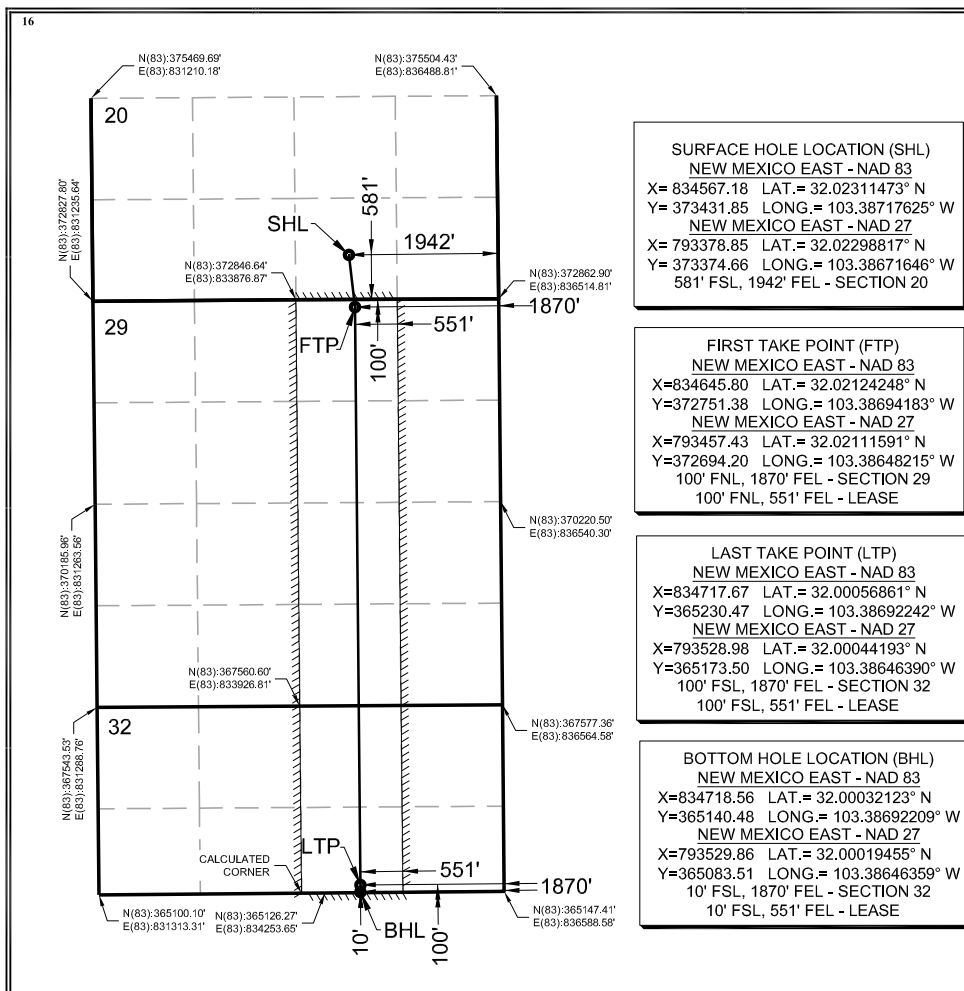 16
N(83):375469.69'
E(83):831210.18'
N(83):375504.43'
E(83):836488.81'
20
N(83):372827.80'
E(83):831235.64'
SHL
581'
1942'
N(83):372846.64'
E(83):833876.87'
N(83):372862.90'
E(83):836514.81'
1870'
29
FTP
551'
100'
N(83):370185.96'
E(83):831263.56'
N(83):370220.50'
E(83):836540.30'
N(83):367560.60'
E(83):833926.81'
32
N(83):367543.53'
E(83):831288.76'
N(83):367577.36'
E(83):836564.58'
CALCULATED
CORNER
LTP
551'
1870'
N(83):365100.10'
E(83):831313.31'
N(83):365126.27'
E(83):834253.65'
10'
BHL
100'
N(83):365147.41'
E(83):836588.58'
SURFACE HOLE LOCATION (SHL)
NEW MEXICO EAST - NAD 83
X= 834567.18 LAT.= 32.02311473° N
Y= 373431.85 LONG.= 103.38717625° W
NEW MEXICO EAST - NAD 27
X= 793378.85 LAT.= 32.02298817° N
Y= 373374.66 LONG.= 103.38671646° W
581' FSL, 1942' FEL - SECTION 20
FIRST TAKE POINT (FTP)
NEW MEXICO EAST - NAD 83
X=834645.80 LAT.= 32.02124248° N
Y=372751.38 LONG.= 103.38694183° W
NEW MEXICO EAST - NAD 27
X=793457.43 LAT.= 32.02111591° N
Y=372694.20 LONG.= 103.38648215° W
100' FNL, 1870' FEL - SECTION 29
100' FNL, 551' FEL - LEASE
LAST TAKE POINT (LTP)
NEW MEXICO EAST - NAD 83
X=834717.67 LAT.= 32.00056861° N
Y=365230.47 LONG.= 103.38692242° W
NEW MEXICO EAST - NAD 27
X=793528.98 LAT.= 32.00044193° N
Y=365173.50 LONG.= 103.38646390° W
100' FSL, 1870' FEL - SECTION 32
100' FSL, 551' FEL - LEASE
BOTTOM HOLE LOCATION (BHL)
NEW MEXICO EAST - NAD 83
X=834718.56 LAT.= 32.00032123° N
Y=365140.48 LONG.= 103.38692209° W
NEW MEXICO EAST - NAD 27
X=793529.86 LAT.= 32.00019455° N
Y=365083.51 LONG.= 103.38646359° W
10' FSL, 1870' FEL - SECTION 32
10' FSL, 551' FEL - LEASE